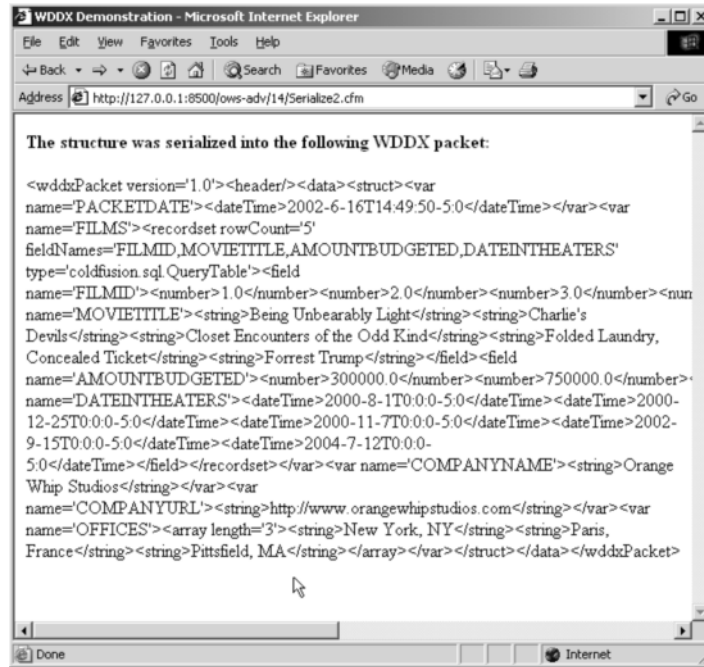 WDDX Demonstration - Microsoft Internet Explorer
File Edit View Favorites Tools Help
Back Search Favorites Media
Address http://127.0.0.1:8500/ows-adv/14/Serialize2.cfm Go
The structure was serialized into the following WDDX packet:
<wddxPacket version='1.0'><header/><data><struct><var
name='PACKETDATE'><dateTime>2002-6-16T14:49:50-5:0</dateTime></var><var
name='FILMS'><recordset rowCount='5'
fieldNames='FILMID,MOVIETITLE,AMOUNTBUDGETED,DATEINTHEATERS'
type='coldfusion.sql.QueryTable'><field
name='FILMID'><number>1.0</number><number>2.0</number><number>3.0</number><num
name='MOVIETITLE'><string>Being Unbearably Light</string><string>Charlie's
Devils</string><string>Closet Encounters of the Odd Kind</string><string>Folded Laundry,
Concealed Ticket</string><string>Forrest Trump</string></field><field
name='AMOUNTBUDGETED'><number>300000.0</number><number>750000.0</number><
name='DATEINTHEATERS'><dateTime>2000-8-1T0:0:0-5:0</dateTime><dateTime>2000-
12-25T0:0:0-5:0</dateTime><dateTime>2000-11-7T0:0:0-5:0</dateTime><dateTime>2002-
9-15T0:0:0-5:0</dateTime><dateTime>2004-7-12T0:0:0-
5:0</dateTime></field></recordset></var><var name='COMPANYNAME'><string>Orange
Whip Studios</string></var><var
name='COMPANYURL'><string>http://www.orangewhipstudios.com</string></var><var
name='OFFICES'><array length='3'><string>New York, NY</string><string>Paris,
France</string><string>Pittsfield, MA</string></array></var></struct></data></wddxPacket>
Done Internet